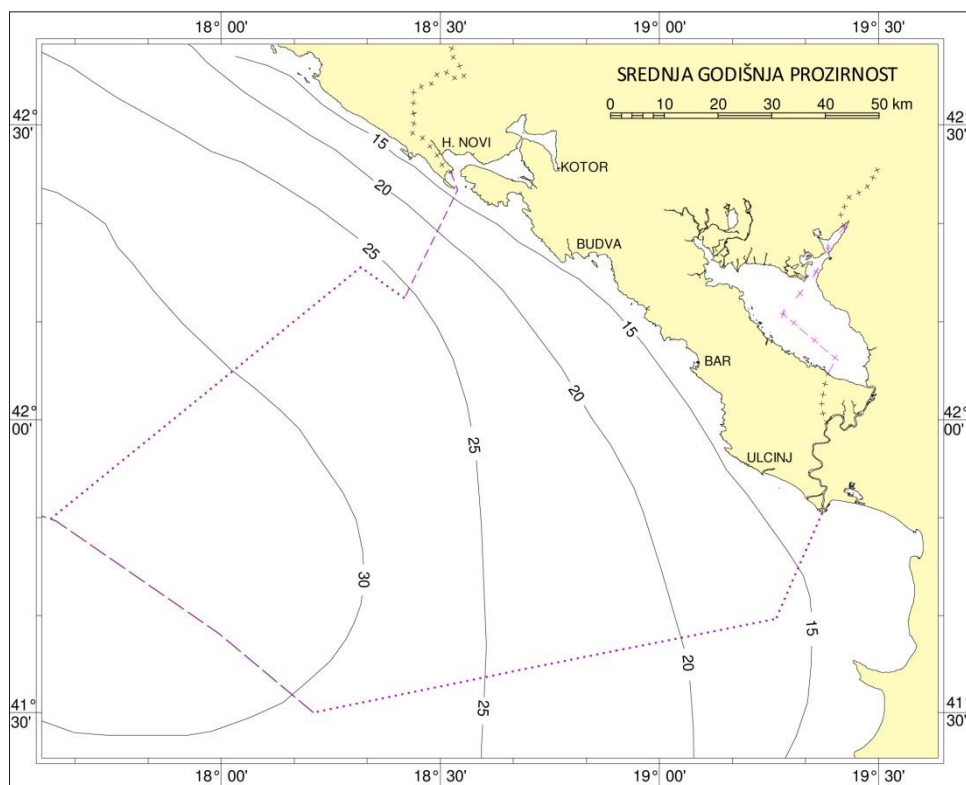 18° 00' 18° 30' 19° 00' 19° 30'
SREDNJA GODIŠNJA PROZIRNOST
0 10 20 30 40 50 km
42° 30' 42° 30'
15
H. NOVI
KOTOR
20
25
BUDVA
15
BAR
20
42° 00' 42° 00'
25
ULCINJ
30
15
20
41° 30' 25 41° 30'
18° 00' 18° 30' 19° 00' 19° 30'